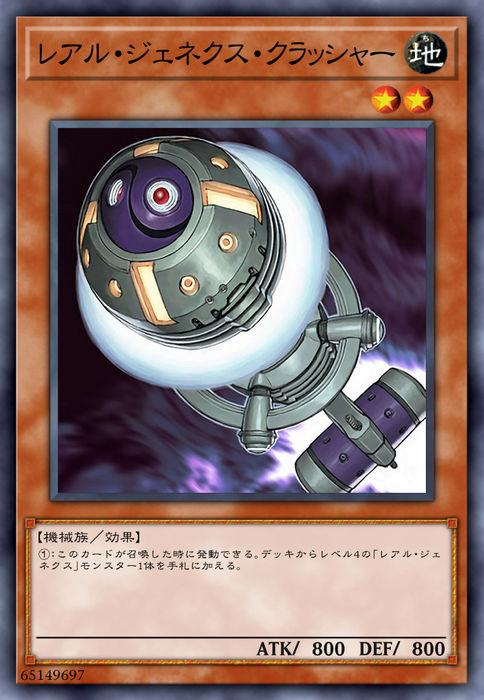 レアル・ジェネクス・クラッシャー
ち
地
【機械族／効果】
①:このカードが召喚した時に発動できる。デッキからレベル4の「レアル・ジェ
ネクス」モンスター1体を手札に加える。
ATK/ 800 DEF/ 800
65149697